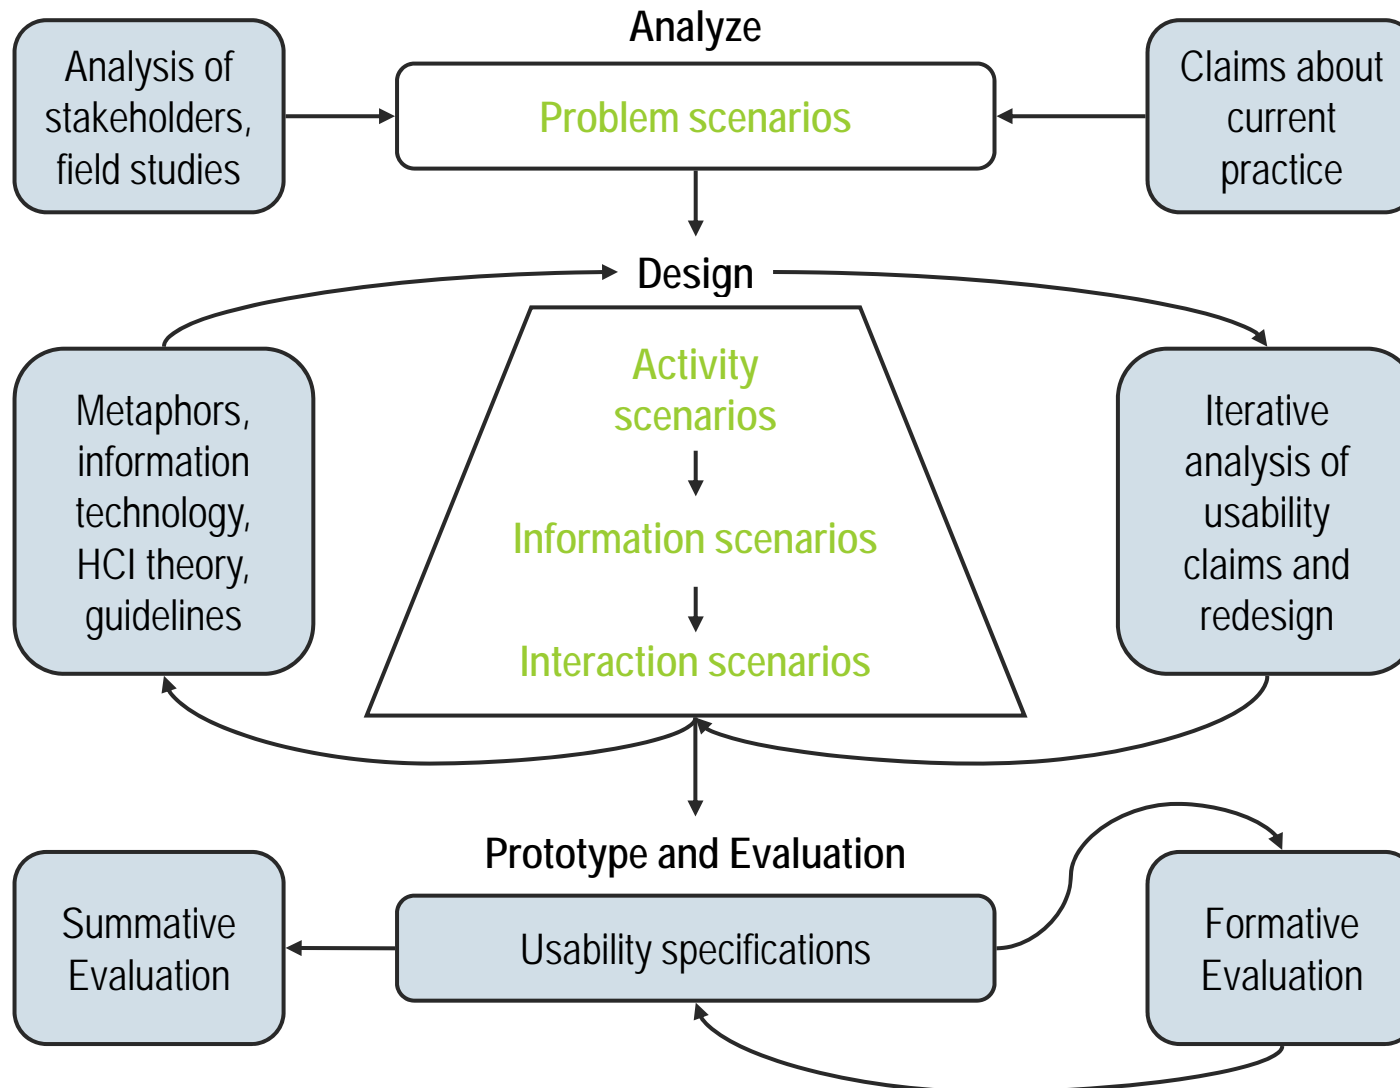 Analyze
Analysis of
stakeholders,
field studies
Problem scenarios
Claims about
current
practice
Design
Metaphors,
information
technology,
HCI theory,
guidelines
Activity
scenarios
Information scenarios
Interaction scenarios
Iterative
analysis of
usability
claims and
redesign
Prototype and Evaluation
Summative
Evaluation
Usability specifications
Formative
Evaluation